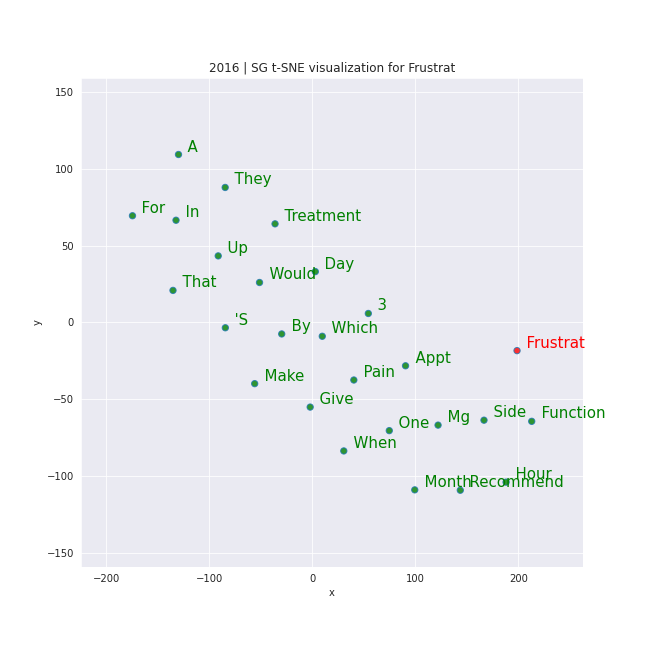 2016 | SG t-SNE visualization for Frustrat
150
A
100
They
For
In
Treatment
50
Up
Day
Would
That
3
0
'S
By
Which
Frustrat
Appt
Pain
Make
−50
Give
Side
Function
Mg
One
When
−100
Hour
Month
Recommend
−150
−200
−100
0
100
200
x
y